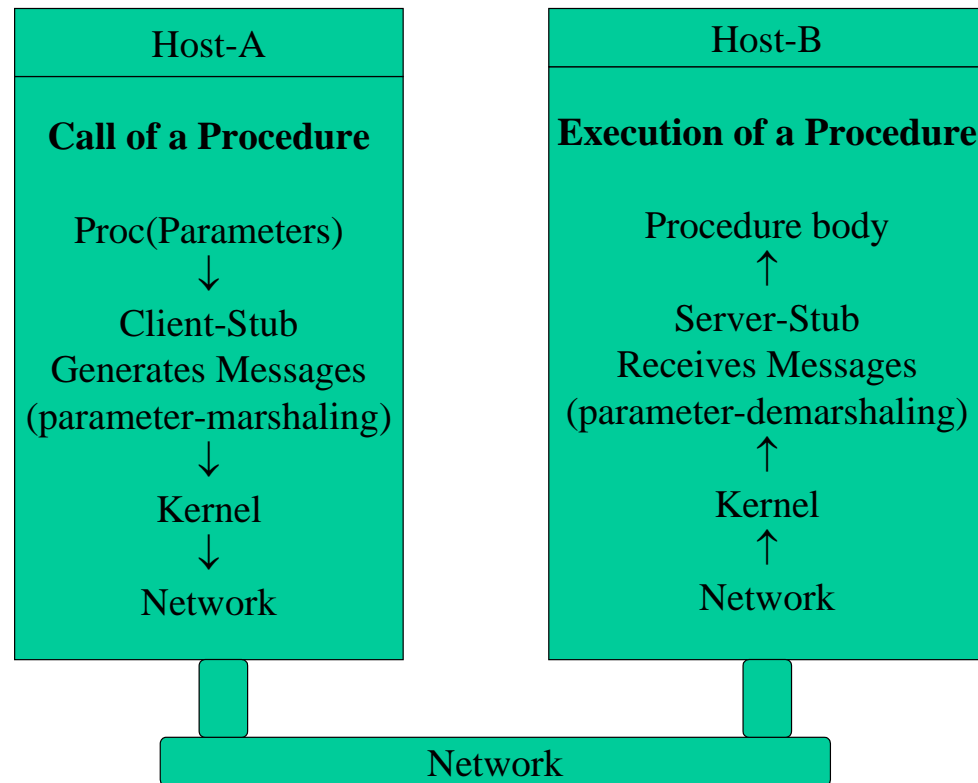 Host-A
Call of a Procedure
Proc(Parameters)
↓
Client-Stub
Generates Messages
(parameter-marshaling)
↓
Kernel
↓
Network
Host-B
Execution of a Procedure
Procedure body
↑
Server-Stub
Receives Messages
(parameter-demarshaling)
↑
Kernel
↑
Network
Network